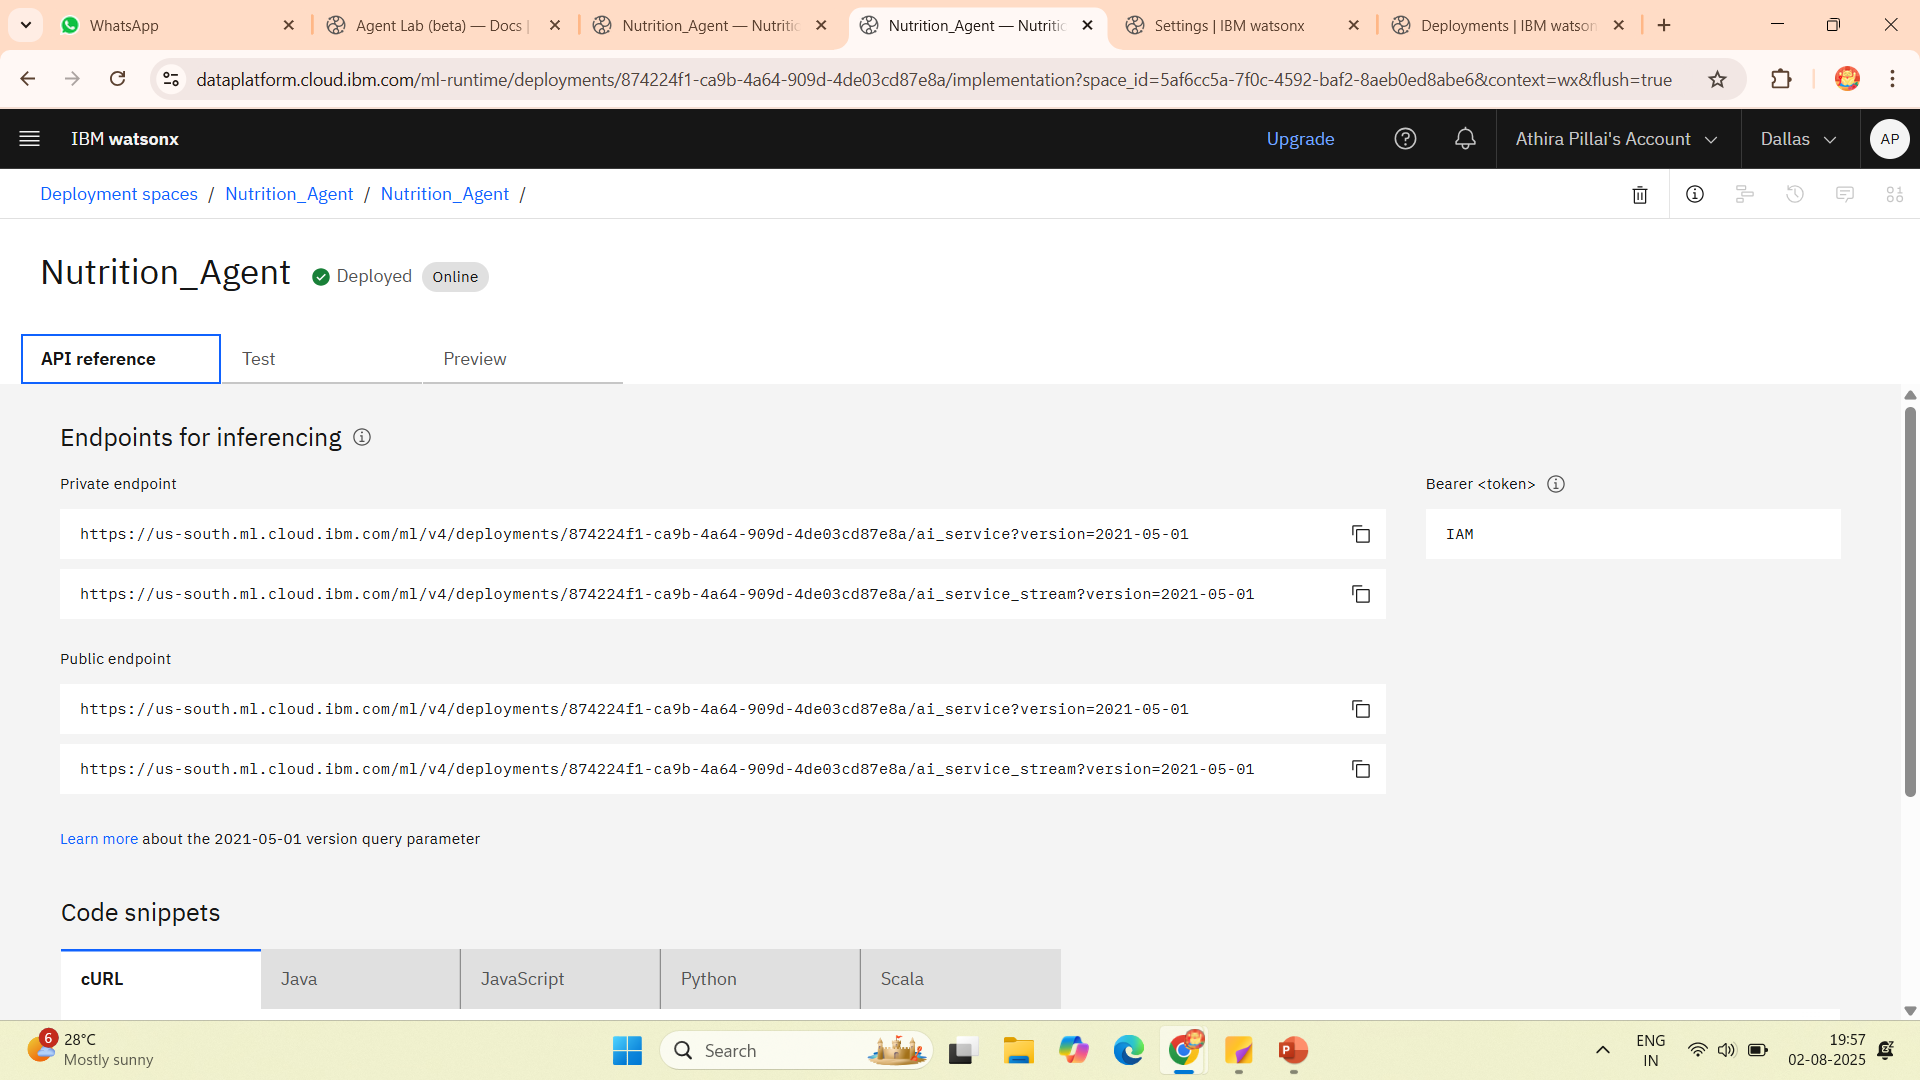 WhatsApp
Agent Lab (beta) — Docs |
Nutrition_Agent — Nutritic
Nutrition_Agent — Nutritic
Settings | IBM watsonx
Deployments | IBM watson
dataplatform.cloud.ibm.com/ml-runtime/deployments/874224f1-ca9b-4a64-909d-4de03cd87e8a/implementation?space_id=5af6cc5a-7f0c-4592-baf2-8aeb0ed8abe6&context=wx&flush=true
IBM watsonx
Upgrade
Athira Pillai's Account
Dallas
AP
Deployment spaces / Nutrition_Agent / Nutrition_Agent /
Nutrition_Agent
Deployed
Online
API reference
Test
Preview
Endpoints for inferencing
Private endpoint
Bearer <token>
https://us-south.ml.cloud.ibm.com/ml/v4/deployments/874224f1-ca9b-4a64-909d-4de03cd87e8a/ai_service?version=2021-05-01
IAM
https://us-south.ml.cloud.ibm.com/ml/v4/deployments/874224f1-ca9b-4a64-909d-4de03cd87e8a/ai_service_stream?version=2021-05-01
Public endpoint
https://us-south.ml.cloud.ibm.com/ml/v4/deployments/874224f1-ca9b-4a64-909d-4de03cd87e8a/ai_service?version=2021-05-01
https://us-south.ml.cloud.ibm.com/ml/v4/deployments/874224f1-ca9b-4a64-909d-4de03cd87e8a/ai_service_stream?version=2021-05-01
Learn more about the 2021-05-01 version query parameter
Code snippets
cURL
Java
JavaScript
Python
Scala
6
28°C
Mostly sunny
Search
ENG
IN
19:57
02-08-2025